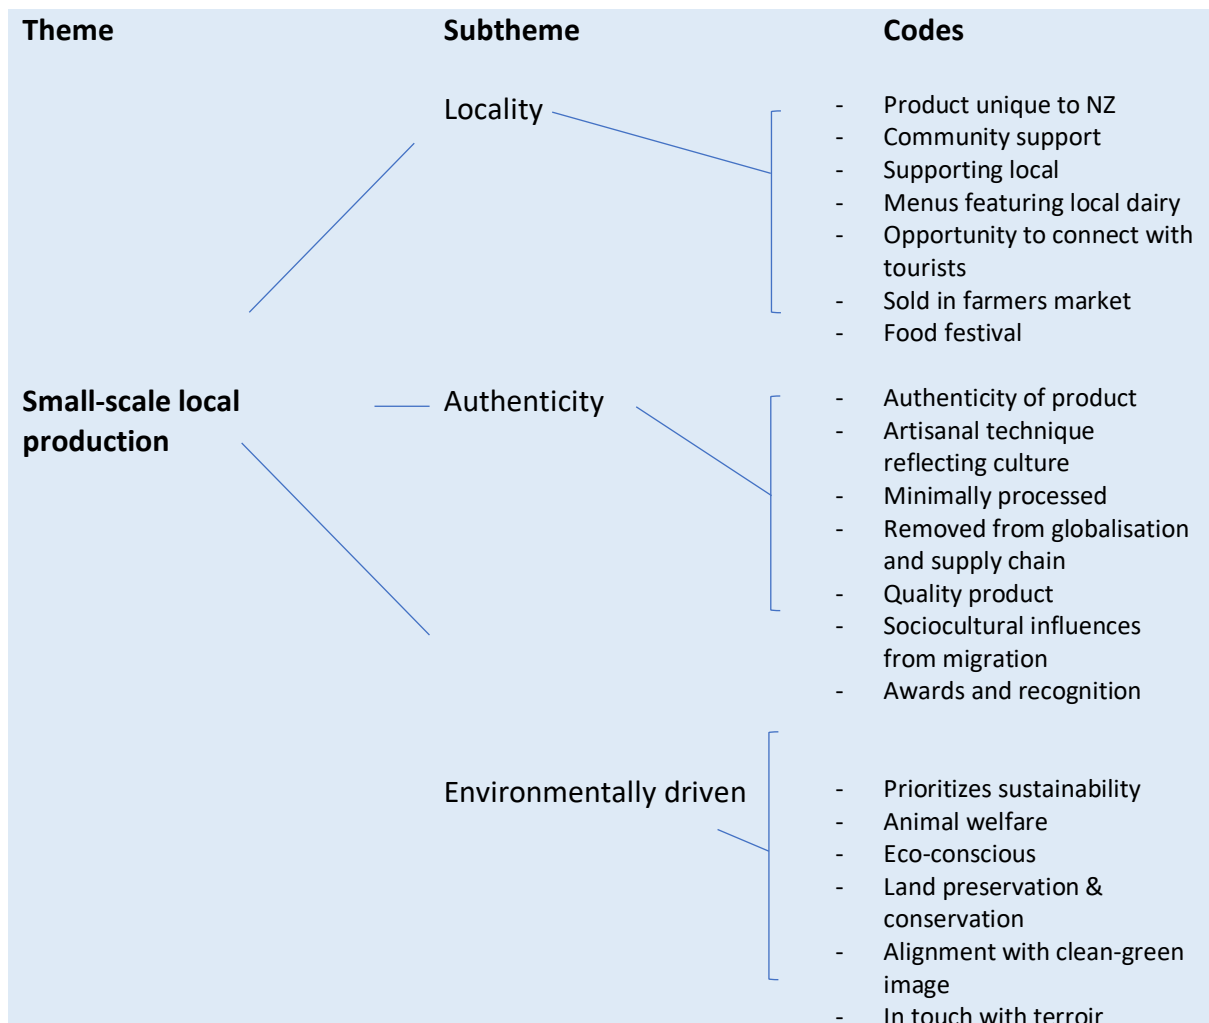 Theme Subtheme Codes
Locality
- Product unique to NZ
- Community support
- Supporting local
- Menus featuring local dairy
- Opportunity to connect with
tourists
- Sold in farmers market
- Food festival
Small-scale local
production
Authenticity
- Authenticity of product
- Artisanal technique
reflecting culture
- Minimally processed
- Removed from globalisation
and supply chain
- Quality product
- Sociocultural influences
from migration
- Awards and recognition
Environmentally driven
- Prioritizes sustainability
- Animal welfare
- Eco-conscious
- Land preservation &
conservation
- Alignment with clean-green
image
- In touch with terroir